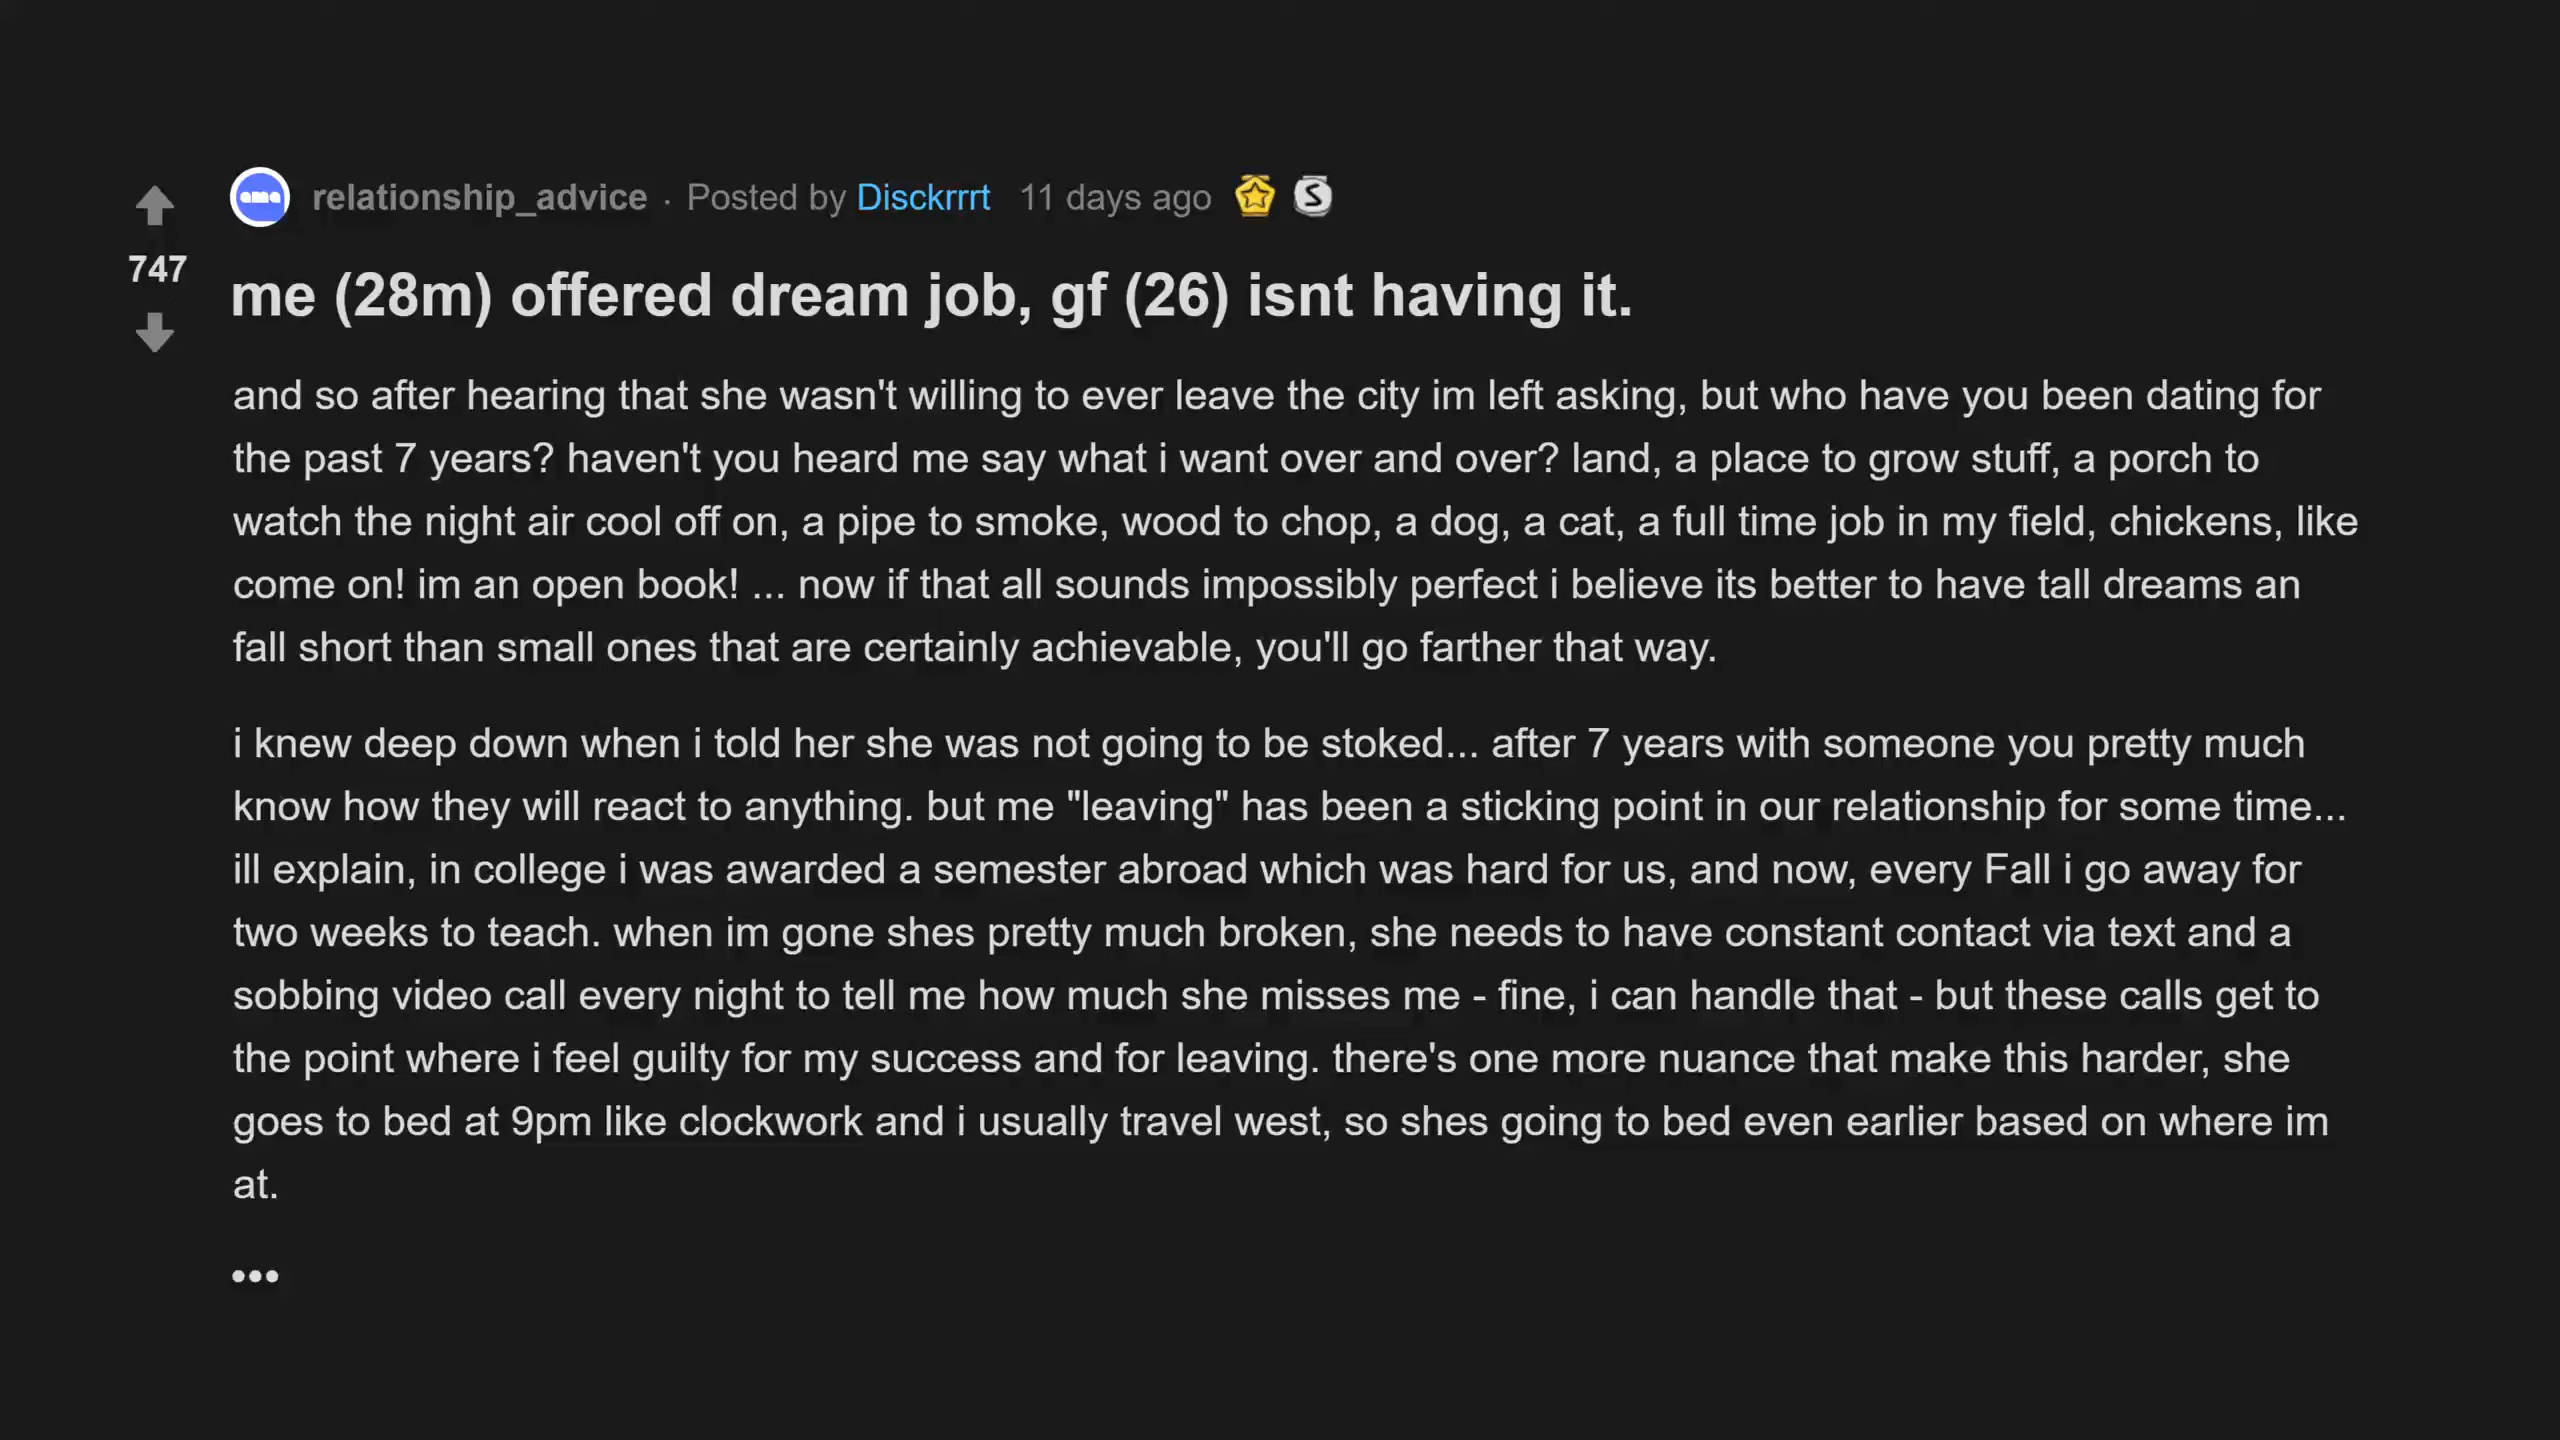 ama relationship_advice · Posted by Disckrrrt 11 days ago S
747
me (28m) offered dream job, gf (26) isnt having it.
and so after hearing that she wasn't willing to ever leave the city im left asking, but who have you been dating for
the past 7 years? haven't you heard me say what i want over and over? land, a place to grow stuff, a porch to
watch the night air cool off on, a pipe to smoke, wood to chop, a dog, a cat, a full time job in my field, chickens, like
come on! im an open book! ... now if that all sounds impossibly perfect i believe its better to have tall dreams an
fall short than small ones that are certainly achievable, you'll go farther that way.
i knew deep down when i told her she was not going to be stoked... after 7 years with someone you pretty much
know how they will react to anything. but me "leaving" has been a sticking point in our relationship for some time...
ill explain, in college i was awarded a semester abroad which was hard for us, and now, every Fall i go away for
two weeks to teach. when im gone shes pretty much broken, she needs to have constant contact via text and a
sobbing video call every night to tell me how much she misses me - fine, i can handle that - but these calls get to
the point where i feel guilty for my success and for leaving. there's one more nuance that make this harder, she
goes to bed at 9pm like clockwork and i usually travel west, so shes going to bed even earlier based on where im
at.
•••